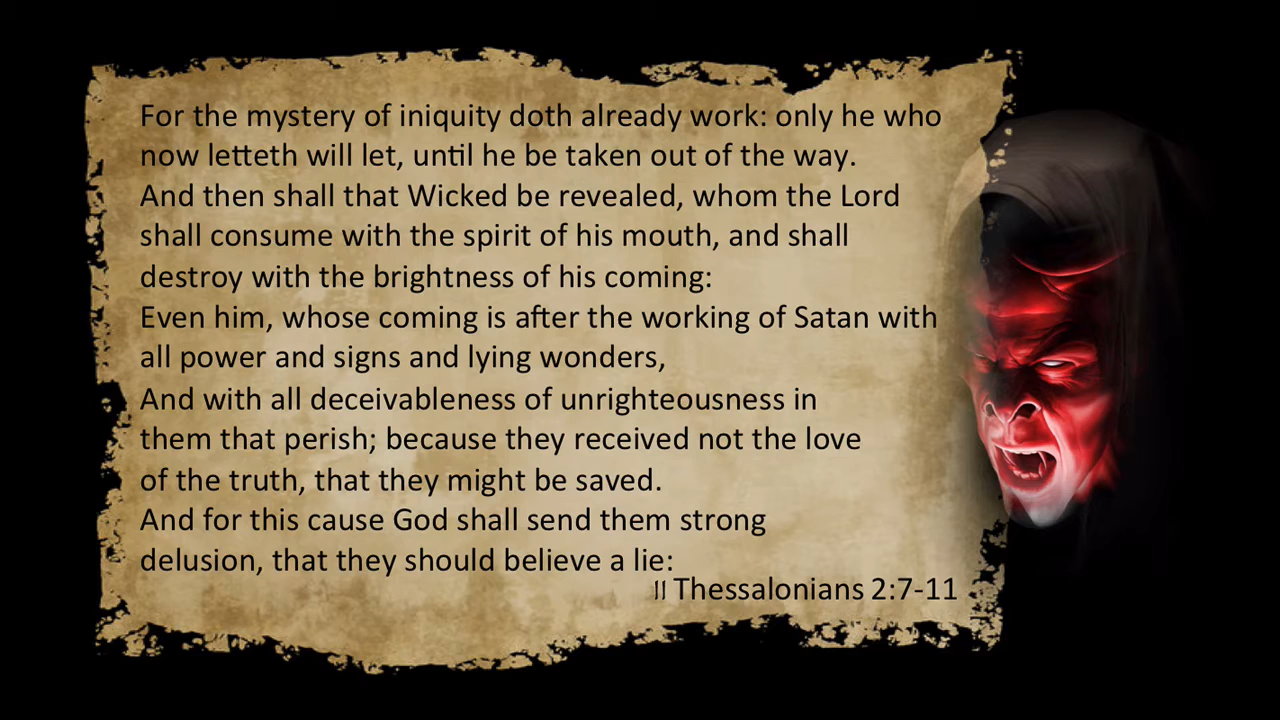 For the mystery of iniquity doth already work: only he who
now letteth will let, until he be taken out of the way.
And then shall that Wicked be revealed, whom the Lord
shall consume with the spirit of his mouth, and shall
destroy with the brightness of his coming:
Even him, whose coming is after the working of Satan with
all power and signs and lying wonders,
And with all deceivableness of unrighteousness in
them that perish; because they received not the love
of the truth, that they might be saved.
And for this cause God shall send them strong
delusion, that they should believe a lie:
II Thessalonians 2:7-11